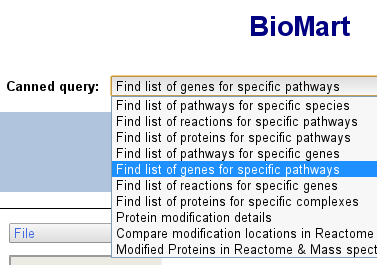 BioMart
Canned query: Find list of genes for specific pathways
Find list of pathways for specific species
Find list of reactions for specific pathways
Find list of proteins for specific pathways
Find list of pathways for specific genes
Find list of genes for specific pathways
Find list of reactions for specific genes
Find list of proteins for specific complexes
Protein modification details
Compare modification locations in Reactome
Modified Proteins in Reactome & Mass spect
File